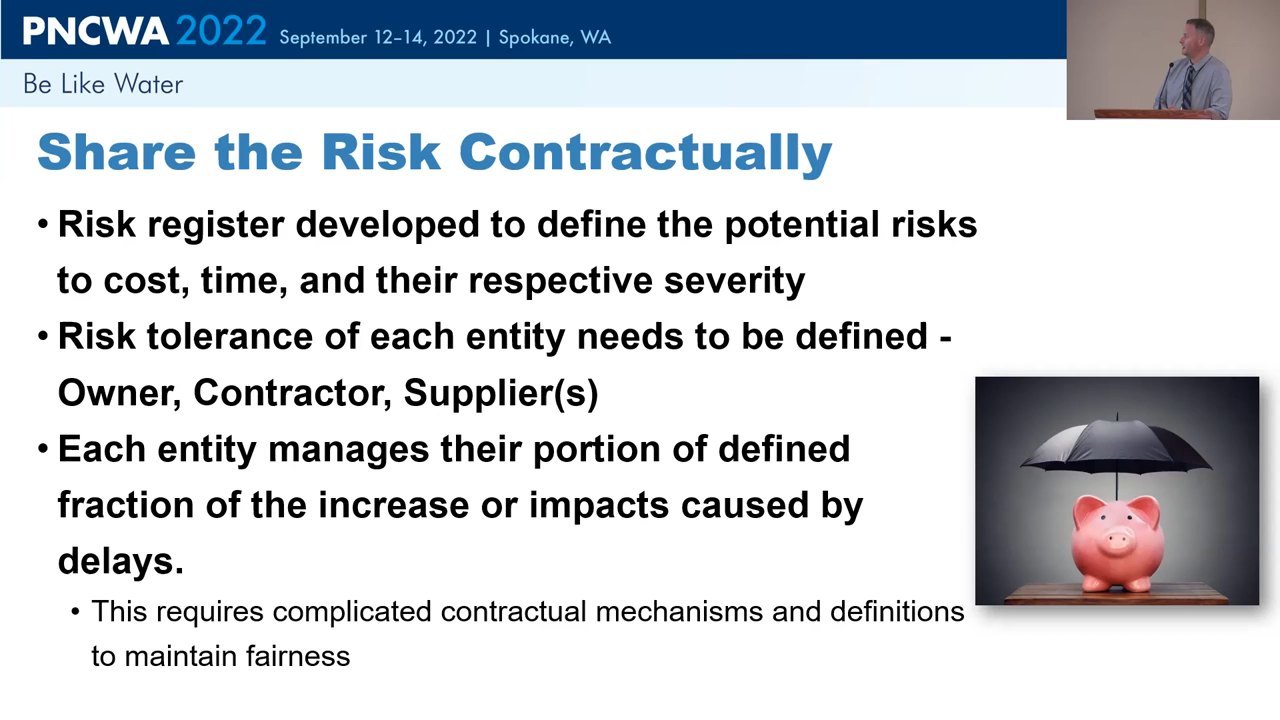 PNCWA 2022 September 12–14, 2022 | Spokane, WA
Be Like Water
Share the Risk Contractually
• Risk register developed to define the potential risks
to cost, time, and their respective severity
• Risk tolerance of each entity needs to be defined -
Owner, Contractor, Supplier(s)
• Each entity manages their portion of defined
fraction of the increase or impacts caused by
delays.
• This requires complicated contractual mechanisms and definitions
to maintain fairness